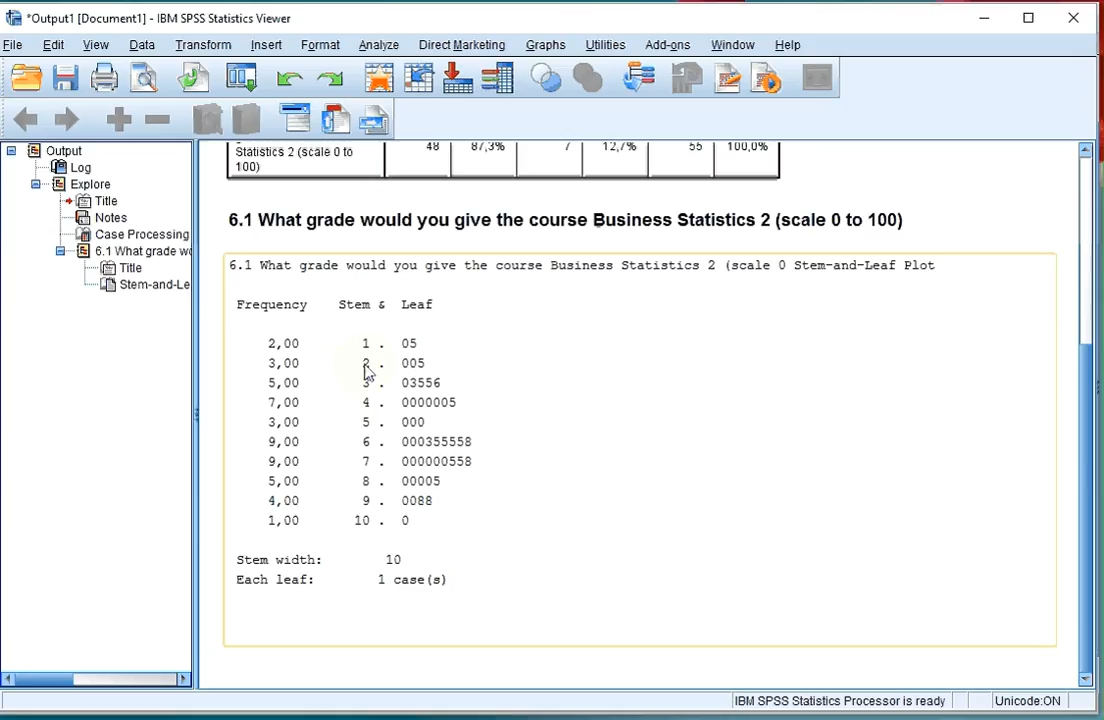 *Output1 [Document1] - IBM SPSS Statistics Viewer
File Edit View Data Transform Insert Format Analyze Direct Marketing Graphs Utilities Add-ons Window Help
Output
Log
Explore
Title
Notes
Case Processing
6.1 What grade wo
Title
Stem-and-Le
Statistics 2 (scale 0 to 100) 48 87,3% 7 12,7% 55 100,0%
6.1 What grade would you give the course Business Statistics 2 (scale 0 to 100)
6.1 What grade would you give the course Business Statistics 2 (scale 0 Stem-and-Leaf Plot
Frequency Stem & Leaf
2,00 1 . 05
3,00 2 . 005
5,00 3 . 03556
7,00 4 . 0000005
3,00 5 . 000
9,00 6 . 000355558
9,00 7 . 000000558
5,00 8 . 00005
4,00 9 . 0088
1,00 10 . 0
Stem width: 10
Each leaf: 1 case(s)
IBM SPSS Statistics Processor is ready Unicode:ON